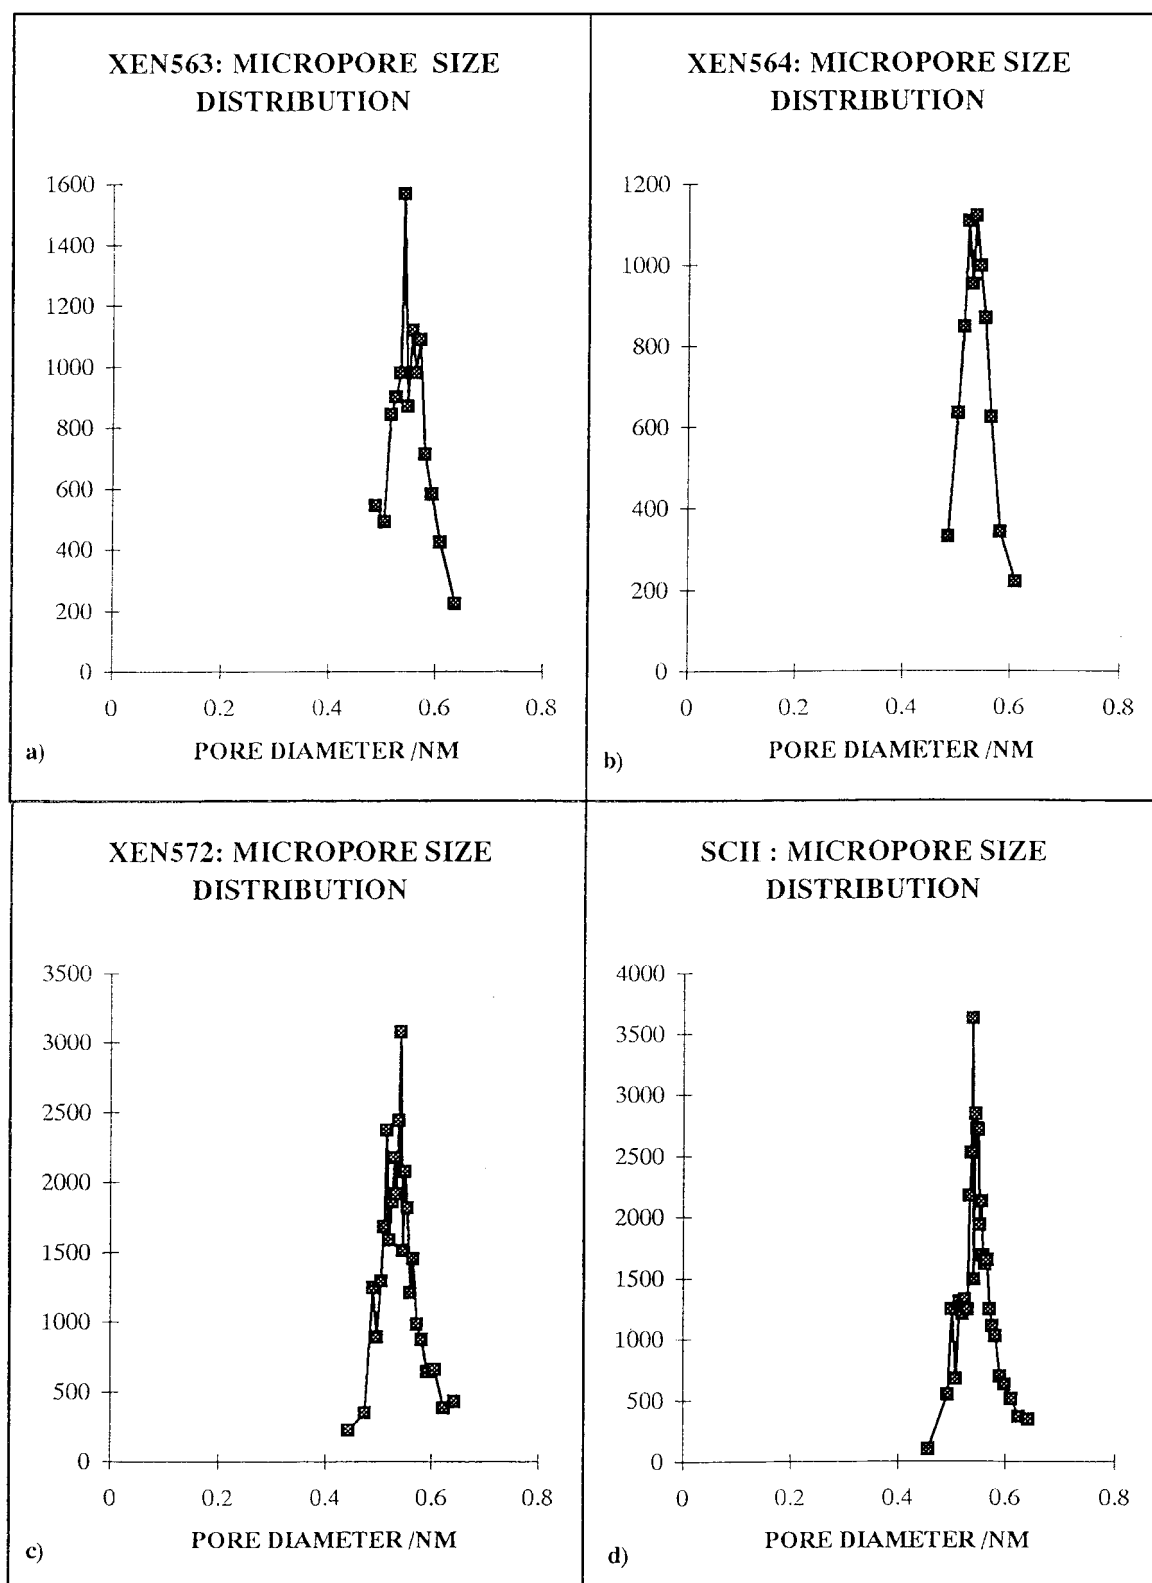 XEN563: MICROPORE SIZE
DISTRIBUTION
1600
1400
1200
1000
800
600
400
200
0
0 0.2 0.4 0.6 0.8
PORE DIAMETER /NM
a)
XEN564: MICROPORE SIZE
DISTRIBUTION
1200
1000
800
600
400
200
0
0 0.2 0.4 0.6 0.8
PORE DIAMETER /NM
b)
XEN572: MICROPORE SIZE
DISTRIBUTION
3500
3000
2500
2000
1500
1000
500
0
0 0.2 0.4 0.6 0.8
PORE DIAMETER /NM
c)
SCII : MICROPORE SIZE
DISTRIBUTION
4000
3500
3000
2500
2000
1500
1000
500
0
0 0.2 0.4 0.6 0.8
PORE DIAMETER /NM
d)